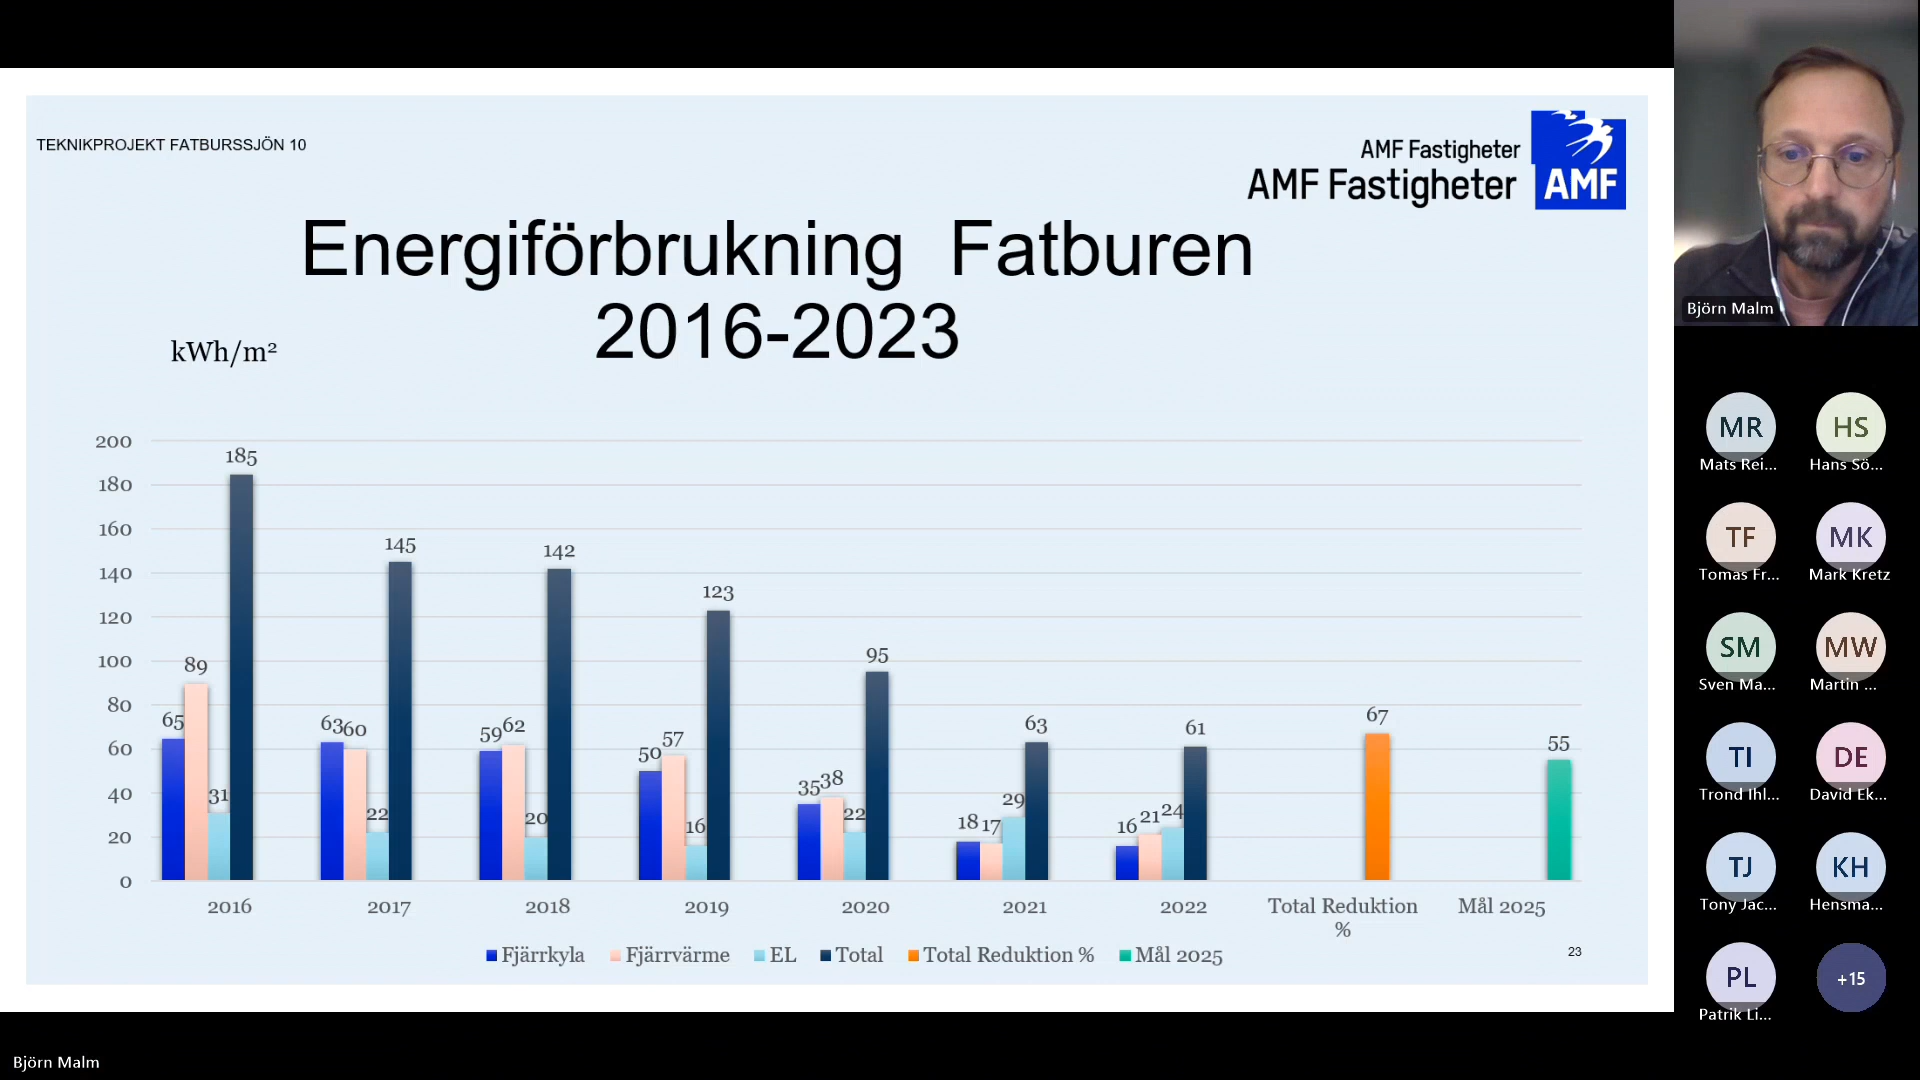 TEKNIKPROJEKT FATBURSSJÖN 10
AMF Fastigheter
AMF Fastigheter
AMF
Energiförbrukning Fatburen
2016-2023
kWh/m²
200
180
160
140
120
100
80
60
40
20
0
65 89 31 185
63 60 22 145
59 62 20 142
50 57 16 123
35 38 22 95
18 17 29 63
16 21 24 61
67
55
2016 2017 2018 2019 2020 2021 2022 Total Reduktion Mål 2025
%
Fjärrkyla Fjärrvärme EL Total Total Reduktion % Mål 2025
23
Björn Malm
MR HS
Mats Rei... Hans Sö...
TF MK
Tomas Fr... Mark Kretz
SM MW
Sven Ma... Martin ...
TI DE
Trond Ihl... David Ek...
TJ KH
Tony Jac... Hensma...
PL +15
Patrik Li...
Björn Malm